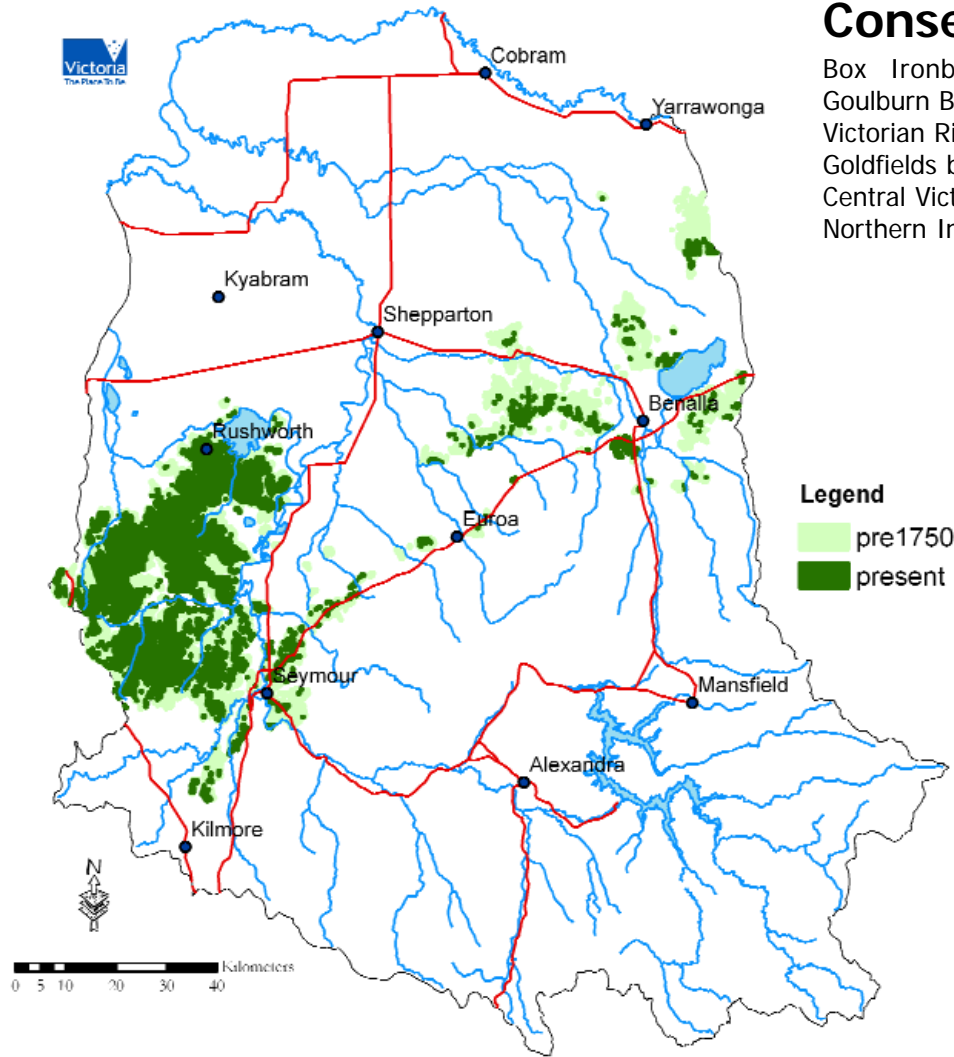 Victoria
The Place To Be
Conse
Box Ironb
Goulburn B
Victorian Ri
Goldfields b
Central Vict
Northern In
Cobram
Yarrawonga
Kyabram
Shepparton
Benalla
Rushworth
Euroa
Legend
pre1750
present
Seymour
Mansfield
Alexandra
Kilmore
N
Kilometers
0 5 10 20 30 40